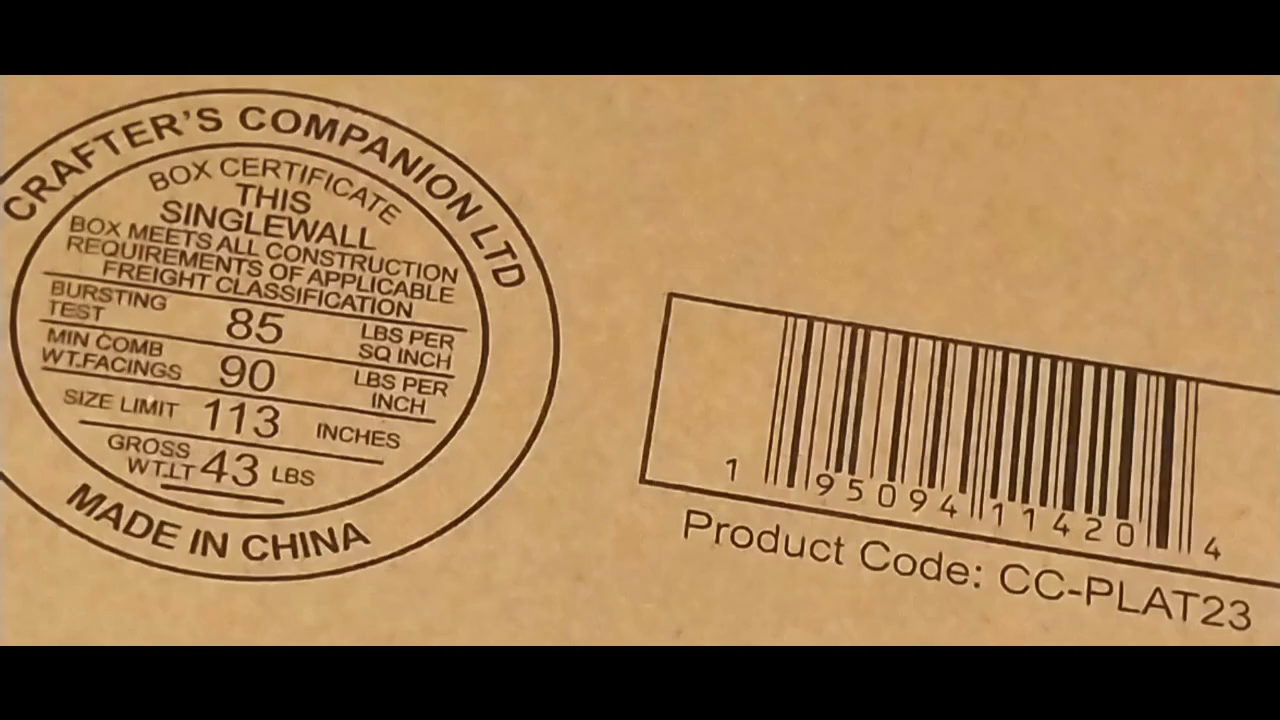 CRAFTER'S COMPANION LTD
BOX CERTIFICATE
THIS
SINGLEWALL
BOX MEETS ALL CONSTRUCTION
REQUIREMENTS OF APPLICABLE
FREIGHT CLASSIFICATION
BURSTING TEST 85 LBS PER SQ INCH
MIN COMB WT.FACINGS 90 LBS PER INCH
SIZE LIMIT 113 INCHES
GROSS WT.LT 43 LBS
MADE IN CHINA
1 95094 11420 4
Product Code: CC-PLAT23